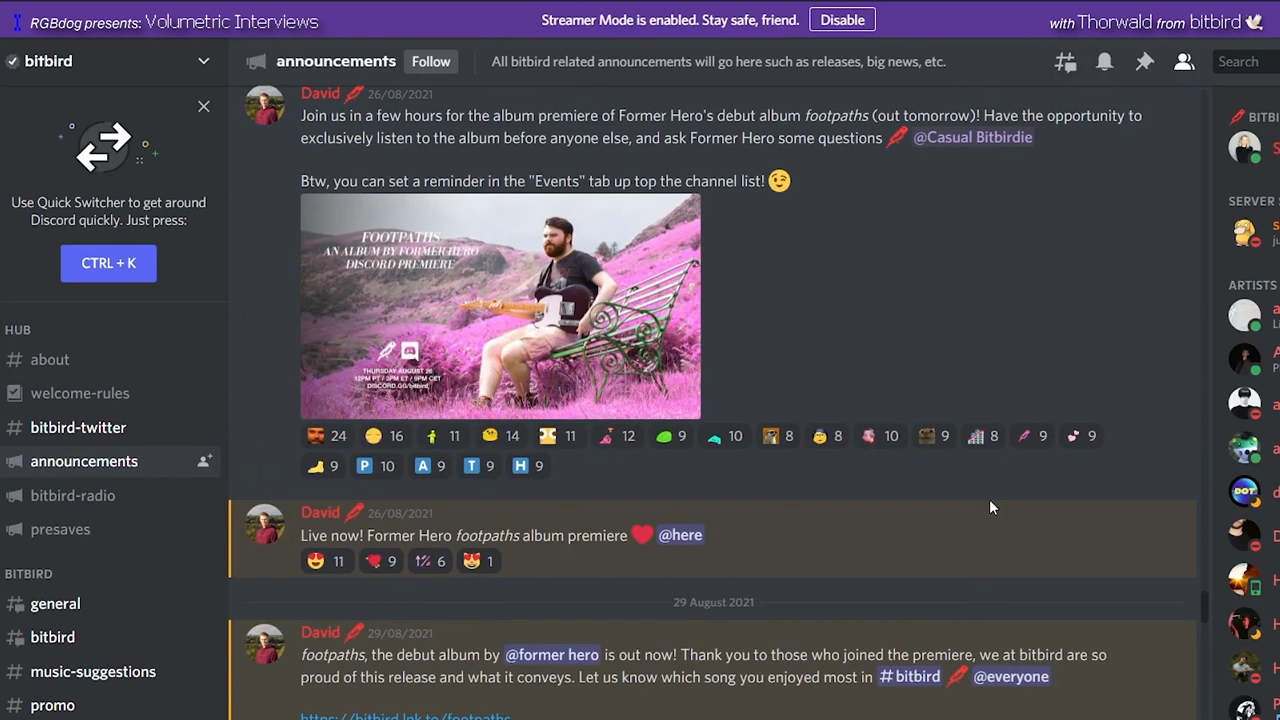 RGBdog presents: Volumetric Interviews
Streamer Mode is enabled. Stay safe, friend.
Disable
with Thorwald from bitbird
bitbird
announcements
Follow
All bitbird related announcements will go here such as releases, big news, etc.
Search
Use Quick Switcher to get around
Discord quickly. Just press:
CTRL + K
HUB
about
welcome-rules
bitbird-twitter
announcements
bitbird-radio
presaves
BITBIRD
general
bitbird
music-suggestions
promo
David 26/08/2021
Join us in a few hours for the album premiere of Former Hero's debut album footpaths (out tomorrow)! Have the opportunity to
exclusively listen to the album before anyone else, and ask Former Hero some questions @Casual Bitbirdie
Btw, you can set a reminder in the "Events" tab up top the channel list!
FOOTPATHS
AN ALBUM BY FORMER HERO
DISCORD PREMIERE
THURSDAY AUGUST 26
12PM PT / 3PM ET / 9PM CET
DISCORD.GG/bitbird
24 16 11 14 11 12 9 10 8 8 10 9 8 9 9
9 P 10 A 9 T 9 H 9
David 26/08/2021
Live now! Former Hero footpaths album premiere @here
11 9 6 1
29 August 2021
David 29/08/2021
footpaths, the debut album by @former hero is out now! Thank you to those who joined the premiere, we at bitbird are so
proud of this release and what it conveys. Let us know which song you enjoyed most in # bitbird @everyone
https://bitbird.lnk.to/footpaths
BITBI
SERVER
ARTISTS
DOT